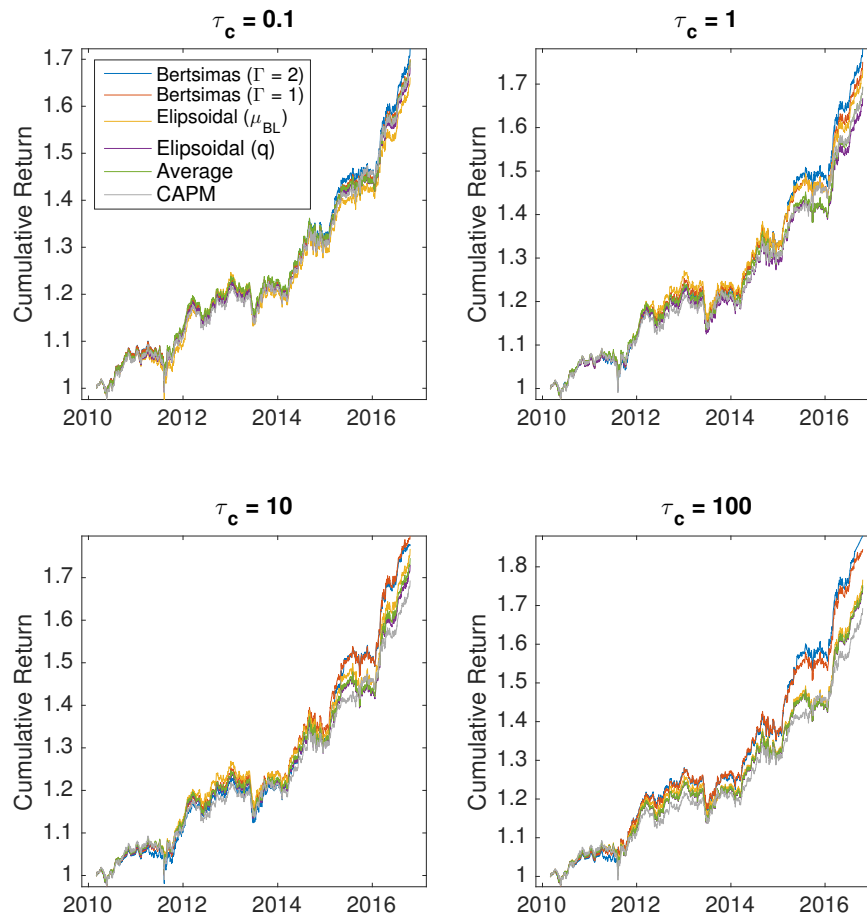 τc = 0.1
Cumulative Return
1.7
1.6
1.5
1.4
1.3
1.2
1.1
1
2010 2012 2014 2016
Bertsimas (Γ = 2)
Bertsimas (Γ = 1)
Elipsoidal (μBL)
Elipsoidal (q)
Average
CAPM
τc = 1
Cumulative Return
1.7
1.6
1.5
1.4
1.3
1.2
1.1
1
2010 2012 2014 2016
τc = 10
Cumulative Return
1.7
1.6
1.5
1.4
1.3
1.2
1.1
1
2010 2012 2014 2016
τc = 100
Cumulative Return
1.8
1.7
1.6
1.5
1.4
1.3
1.2
1.1
1
2010 2012 2014 2016